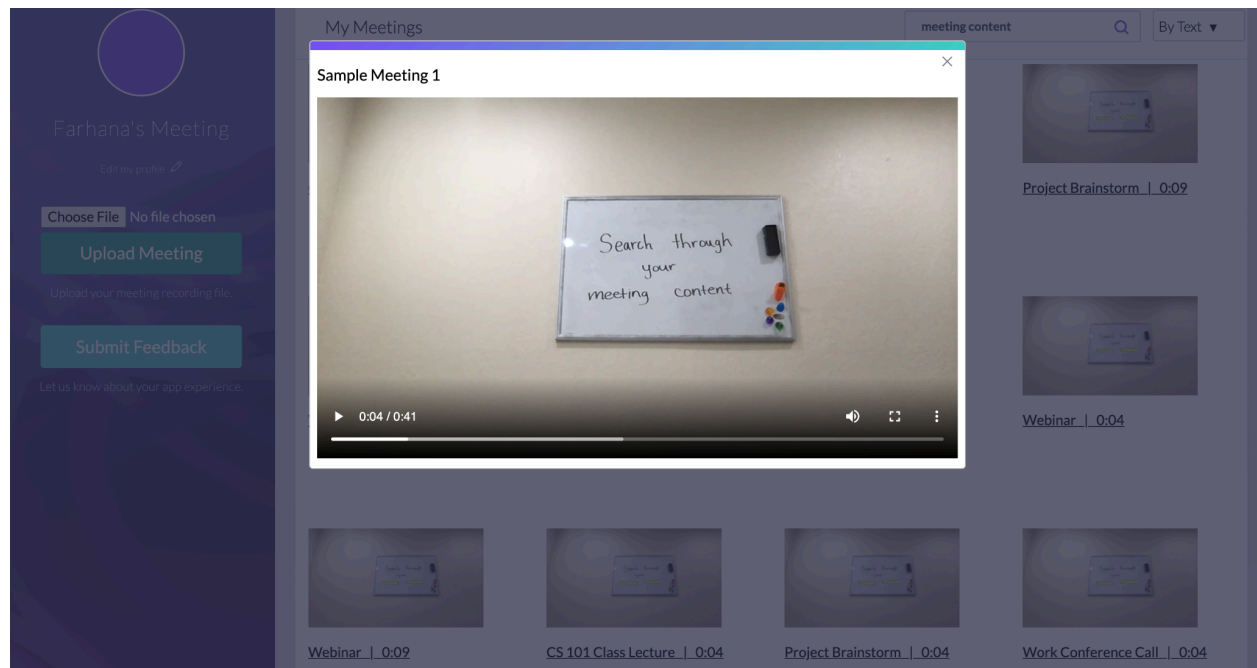 My Meetings
meeting content
By Text ▼
Sample Meeting 1
Farhana's Meeting
Edit my profile
Choose File No file chosen
Upload Meeting
Upload your meeting recording file.
Submit Feedback
Let us know about your app experience.
Search through
your
meeting content
0:04 / 0:41
Project Brainstorm | 0:09
Webinar | 0:04
Webinar | 0:09
CS 101 Class Lecture | 0:04
Project Brainstorm | 0:04
Work Conference Call | 0:04